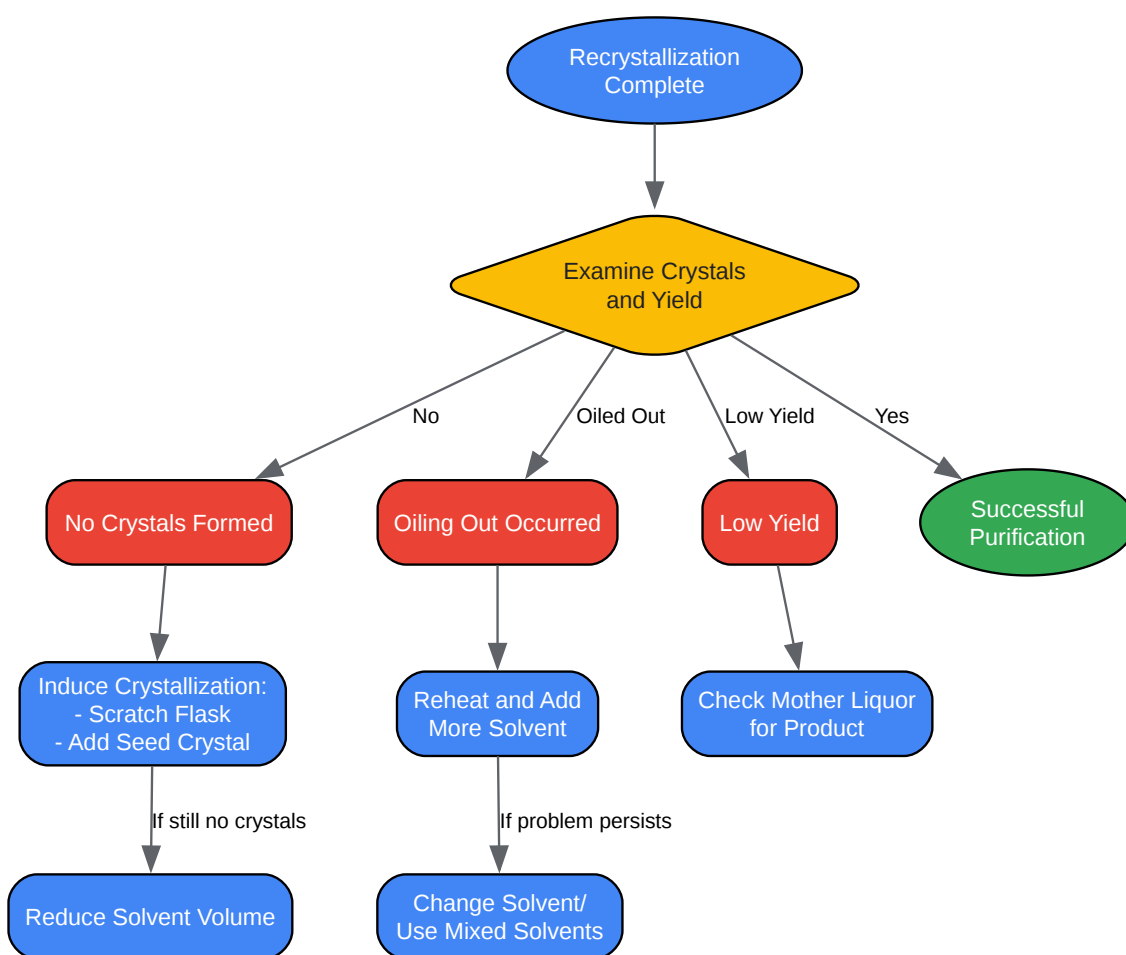 Recrystallization
Complete
Examine Crystals
and Yield
No
Oiled Out
Low Yield
Yes
No Crystals Formed
Oiling Out Occurred
Low Yield
Successful
Purification
Induce Crystallization:
- Scratch Flask
- Add Seed Crystal
Reheat and Add
More Solvent
Check Mother Liquor
for Product
If still no crystals
If problem persists
Reduce Solvent Volume
Change Solvent/
Use Mixed Solvents